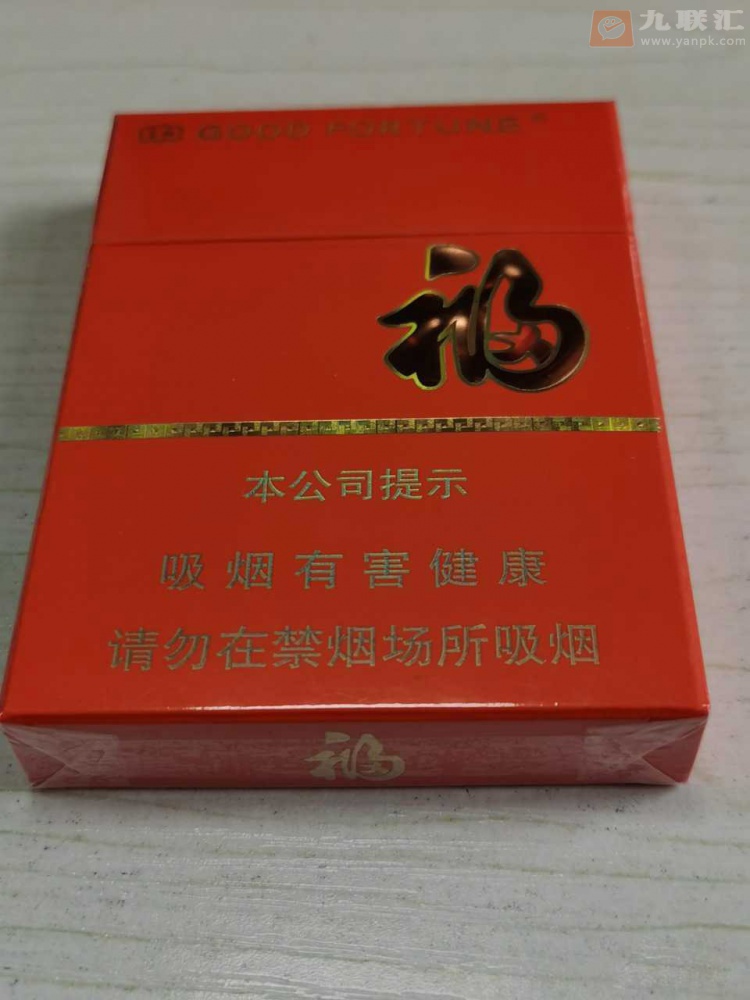 九联汇
www.yanpk.com
GOOD FORTUNE
福
本公司提示
吸烟有害健康
请勿在禁烟场所吸烟
福